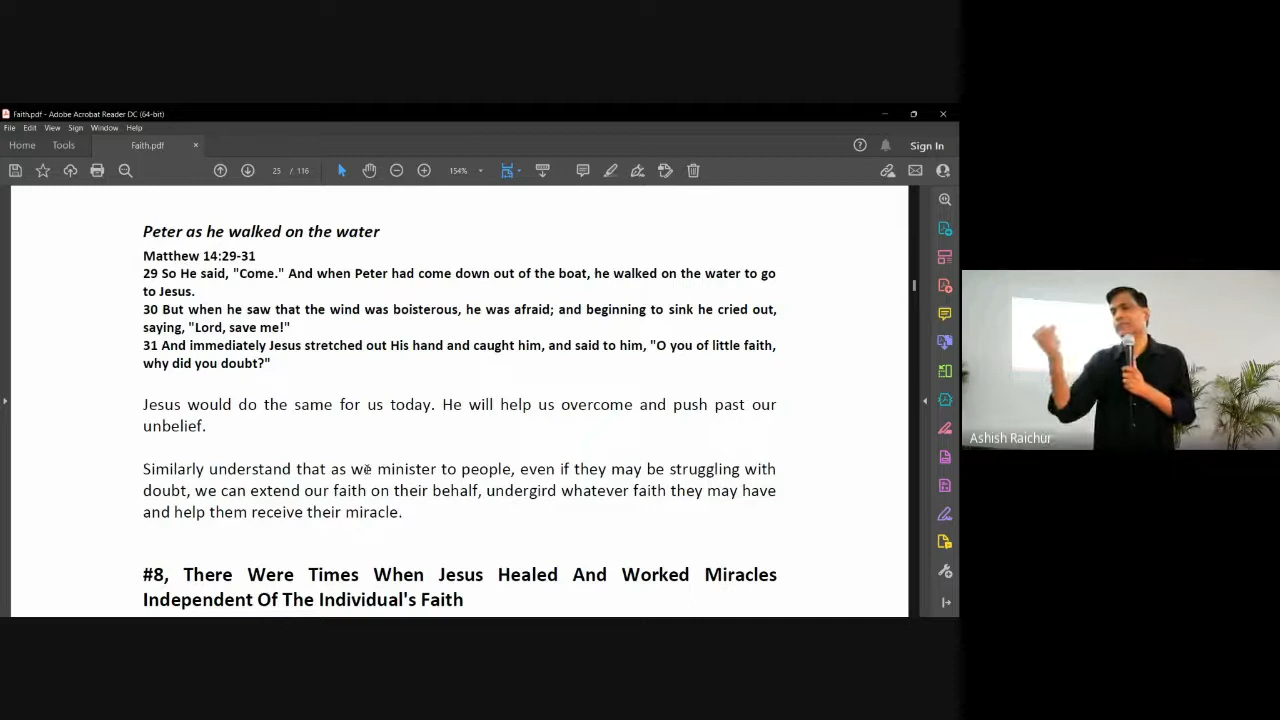 Faith.pdf - Adobe Acrobat Reader DC (64-bit)
File Edit View Sign Window Help
Home Tools Faith.pdf × Sign In
25 / 116 154%
Peter as he walked on the water
Matthew 14:29-31
29 So He said, "Come." And when Peter had come down out of the boat, he walked on the water to go
to Jesus.
30 But when he saw that the wind was boisterous, he was afraid; and beginning to sink he cried out,
saying, "Lord, save me!"
31 And immediately Jesus stretched out His hand and caught him, and said to him, "O you of little faith,
why did you doubt?"
Jesus would do the same for us today. He will help us overcome and push past our
unbelief.
Similarly understand that as we minister to people, even if they may be struggling with
doubt, we can extend our faith on their behalf, undergird whatever faith they may have
and help them receive their miracle.
#8, There Were Times When Jesus Healed And Worked Miracles
Independent Of The Individual's Faith
Ashish Raichur